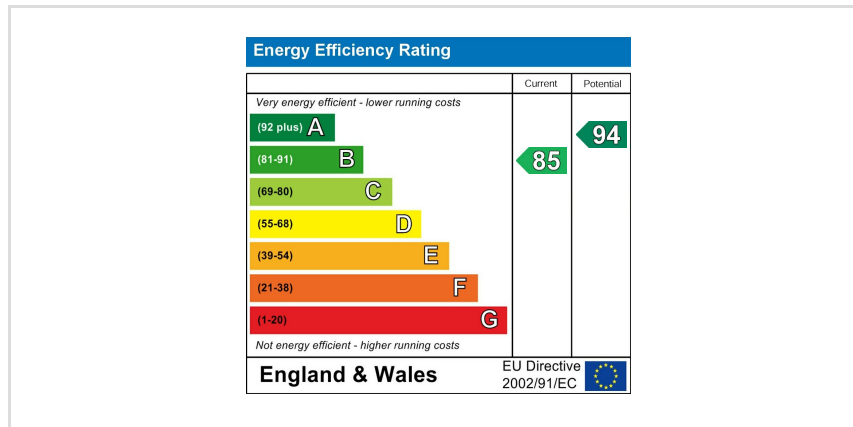 Energy Efficiency Rating
Current Potential
Very energy efficient - lower running costs
(92 plus) A
94
(81-91) B
85
(69-80) C
(55-68) D
(39-54) E
(21-38) F
(1-20) G
Not energy efficient - higher running costs
England & Wales
EU Directive
2002/91/EC